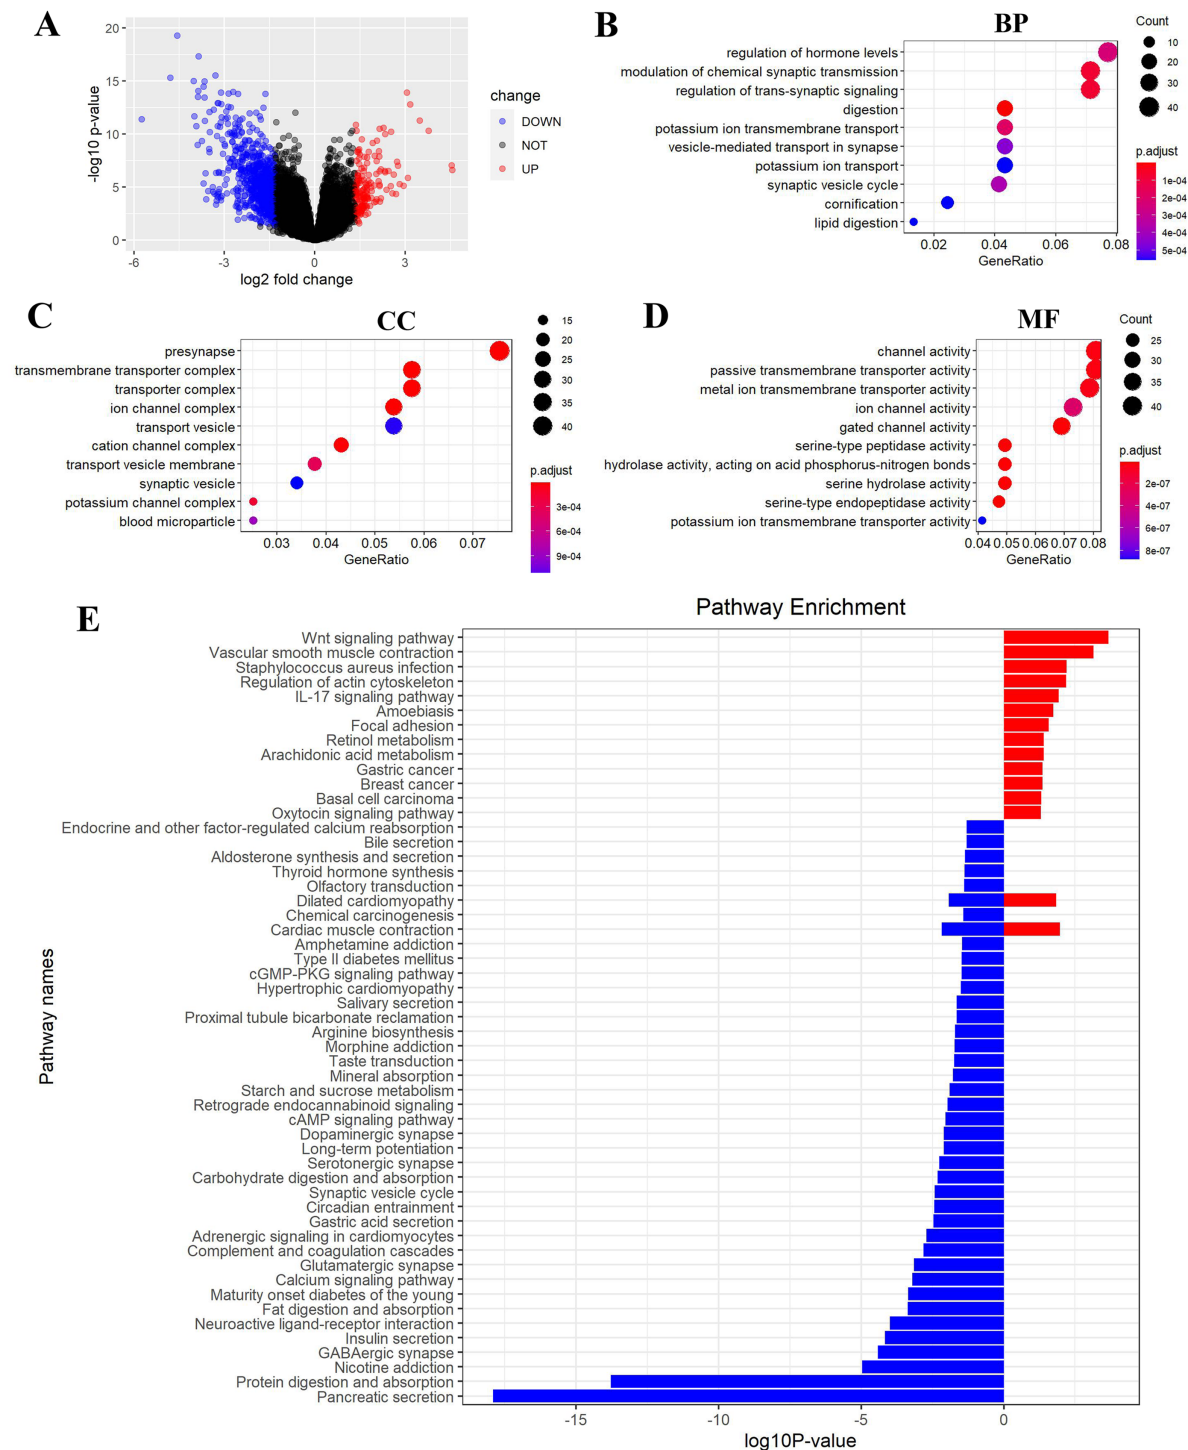 A
20
15
10
5
0
-log10 p-value
-6
-3
0
3
log2 fold change
change
DOWN
NOT
UP
B
BP
regulation of hormone levels
modulation of chemical synaptic transmission
regulation of trans-synaptic signaling
digestion
potassium ion transmembrane transport
vesicle-mediated transport in synapse
potassium ion transport
synaptic vesicle cycle
cornification
lipid digestion
0.02
0.04
0.06
0.08
GeneRatio
Count
10
20
30
40
p.adjust
1e-04
2e-04
3e-04
4e-04
5e-04
C
CC
presynapse
transmembrane transporter complex
transporter complex
ion channel complex
transport vesicle
cation channel complex
transport vesicle membrane
synaptic vesicle
potassium channel complex
blood microparticle
0.03
0.04
0.05
0.06
0.07
GeneRatio
15
20
25
30
35
40
p.adjust
3e-04
6e-04
9e-04
D
MF
channel activity
passive transmembrane transporter activity
metal ion transmembrane transporter activity
ion channel activity
gated channel activity
serine-type peptidase activity
hydrolase activity, acting on acid phosphorus-nitrogen bonds
serine hydrolase activity
serine-type endopeptidase activity
potassium ion transmembrane transporter activity
0.04
0.05
0.06
0.07
0.08
GeneRatio
Count
25
30
35
40
p.adjust
2e-07
4e-07
6e-07
8e-07
E
Pathway Enrichment
Pathway names
Wnt signaling pathway
Vascular smooth muscle contraction
Staphylococcus aureus infection
Regulation of actin cytoskeleton
IL-17 signaling pathway
Amoebiasis
Focal adhesion
Retinol metabolism
Arachidonic acid metabolism
Gastric cancer
Breast cancer
Basal cell carcinoma
Oxytocin signaling pathway
Endocrine and other factor-regulated calcium reabsorption
Bile secretion
Aldosterone synthesis and secretion
Thyroid hormone synthesis
Olfactory transduction
Dilated cardiomyopathy
Chemical carcinogenesis
Cardiac muscle contraction
Amphetamine addiction
Type II diabetes mellitus
cGMP-PKG signaling pathway
Hypertrophic cardiomyopathy
Salivary secretion
Proximal tubule bicarbonate reclamation
Arginine biosynthesis
Morphine addiction
Taste transduction
Mineral absorption
Starch and sucrose metabolism
Retrograde endocannabinoid signaling
cAMP signaling pathway
Dopaminergic synapse
Long-term potentiation
Serotonergic synapse
Carbohydrate digestion and absorption
Synaptic vesicle cycle
Circadian entrainment
Gastric acid secretion
Adrenergic signaling in cardiomyocytes
Complement and coagulation cascades
Glutamatergic synapse
Calcium signaling pathway
Maturity onset diabetes of the young
Fat digestion and absorption
Neuroactive ligand-receptor interaction
Insulin secretion
GABAergic synapse
Nicotine addiction
Protein digestion and absorption
Pancreatic secretion
-15
-10
-5
0
log10P-value